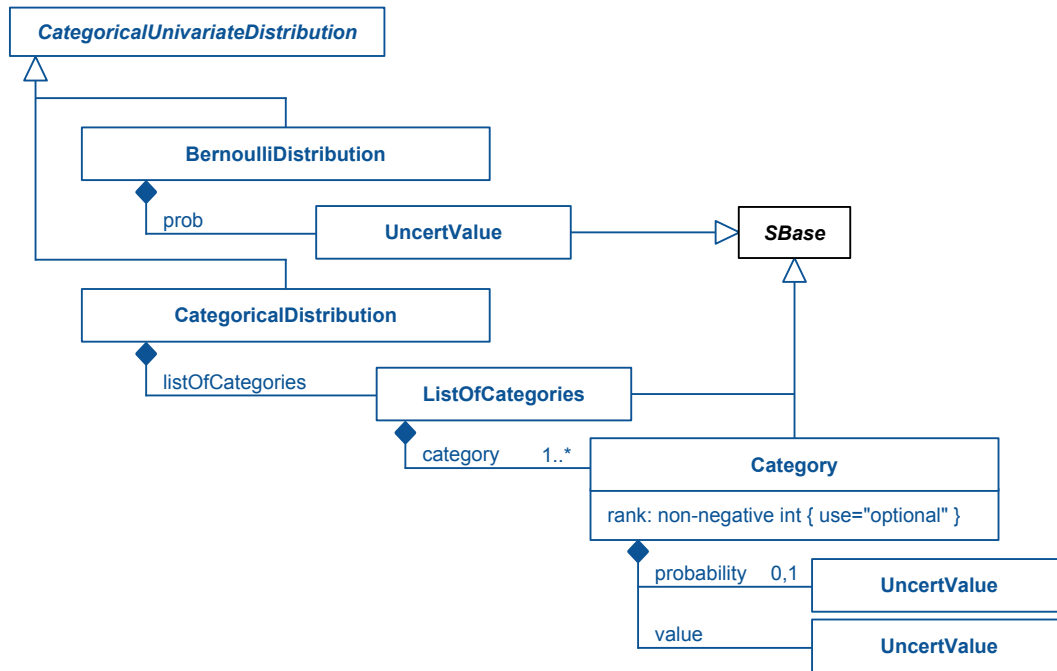 CategoricalUnivariateDistribution
BernoulliDistribution
prob
UncertValue
SBase
CategoricalDistribution
listOfCategories
ListOfCategories
category 1..*
Category
rank: non-negative int { use="optional" }
probability 0,1
UncertValue
value
UncertValue